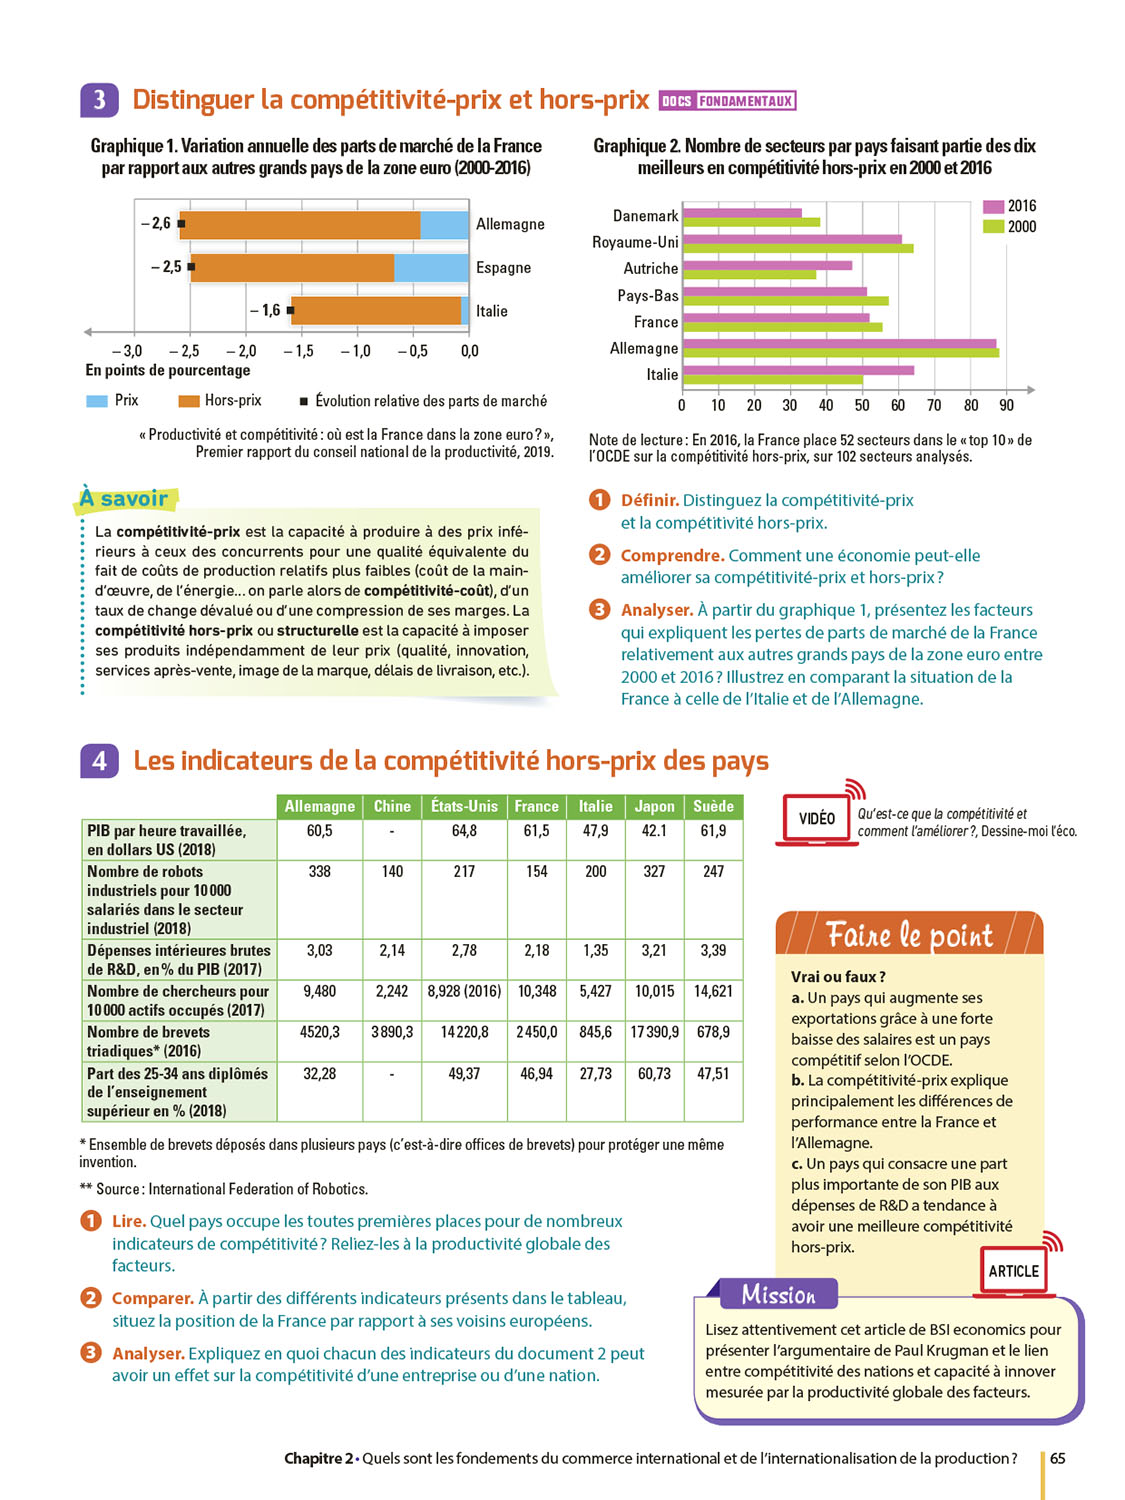 3 Distinguer la compétitivité-prix et hors-prix DOCS FONDAMENTAUX
Graphique 1. Variation annuelle des parts de marché de la France
par rapport aux autres grands pays de la zone euro (2000-2016)
– 2,6 Allemagne
– 2,5 Espagne
– 1,6 Italie
– 3,0 – 2,5 – 2,0 – 1,5 – 1,0 – 0,5 0,0
En points de pourcentage
Prix Hors-prix Évolution relative des parts de marché
« Productivité et compétitivité : où est la France dans la zone euro ? »,
Premier rapport du conseil national de la productivité, 2019.
Graphique 2. Nombre de secteurs par pays faisant partie des dix
meilleurs en compétitivité hors-prix en 2000 et 2016
2016
2000
Danemark
Royaume-Uni
Autriche
Pays-Bas
France
Allemagne
Italie
0 10 20 30 40 50 60 70 80 90
Note de lecture : En 2016, la France place 52 secteurs dans le « top 10 » de
l'OCDE sur la compétitivité hors-prix, sur 102 secteurs analysés.
À savoir
La compétitivité-prix est la capacité à produire à des prix infé-
rieurs à ceux des concurrents pour une qualité équivalente du
fait de coûts de production relatifs plus faibles (coût de la main-
d'œuvre, de l'énergie... on parle alors de compétitivité-coût), d'un
taux de change dévalué ou d'une compression de ses marges. La
compétitivité hors-prix ou structurelle est la capacité à imposer
ses produits indépendamment de leur prix (qualité, innovation,
services après-vente, image de la marque, délais de livraison, etc.).
1 Définir. Distinguez la compétitivité-prix
et la compétitivité hors-prix.
2 Comprendre. Comment une économie peut-elle
améliorer sa compétitivité-prix et hors-prix ?
3 Analyser. À partir du graphique 1, présentez les facteurs
qui expliquent les pertes de parts de marché de la France
relativement aux autres grands pays de la zone euro entre
2000 et 2016 ? Illustrez en comparant la situation de la
France à celle de l'Italie et de l'Allemagne.
4 Les indicateurs de la compétitivité hors-prix des pays
Allemagne Chine États-Unis France Italie Japon Suède
PIB par heure travaillée, 60,5 - 64,8 61,5 47,9 42.1 61,9
en dollars US (2018)
Nombre de robots 338 140 217 154 200 327 247
industriels pour 10 000
salariés dans le secteur
industriel (2018)
Dépenses intérieures brutes 3,03 2,14 2,78 2,18 1,35 3,21 3,39
de R&D, en % du PIB (2017)
Nombre de chercheurs pour 9,480 2,242 8,928 (2016) 10,348 5,427 10,015 14,621
10 000 actifs occupés (2017)
Nombre de brevets 4520,3 3 890,3 14 220,8 2 450,0 845,6 17 390,9 678,9
triadiques* (2016)
Part des 25-34 ans diplômés 32,28 - 49,37 46,94 27,73 60,73 47,51
de l'enseignement
supérieur en % (2018)
* Ensemble de brevets déposés dans plusieurs pays (c'est-à-dire offices de brevets) pour protéger une même
invention.
** Source : International Federation of Robotics.
1 Lire. Quel pays occupe les toutes premières places pour de nombreux
indicateurs de compétitivité ? Reliez-les à la productivité globale des
facteurs.
2 Comparer. À partir des différents indicateurs présents dans le tableau,
situez la position de la France par rapport à ses voisins européens.
3 Analyser. Expliquez en quoi chacun des indicateurs du document 2 peut
avoir un effet sur la compétitivité d'une entreprise ou d'une nation.
VIDÉO
Qu'est-ce que la compétitivité et
comment l'améliorer ?, Dessine-moi l'éco.
Faire le point
Vrai ou faux ?
a. Un pays qui augmente ses
exportations grâce à une forte
baisse des salaires est un pays
compétitif selon l'OCDE.
b. La compétitivité-prix explique
principalement les différences de
performance entre la France et
l'Allemagne.
c. Un pays qui consacre une part
plus importante de son PIB aux
dépenses de R&D a tendance à
avoir une meilleure compétitivité
hors-prix.
ARTICLE
Mission
Lisez attentivement cet article de BSI economics pour
présenter l'argumentaire de Paul Krugman et le lien
entre compétitivité des nations et capacité à innover
mesurée par la productivité globale des facteurs.
Chapitre 2 • Quels sont les fondements du commerce international et de l'internationalisation de la production ? 65